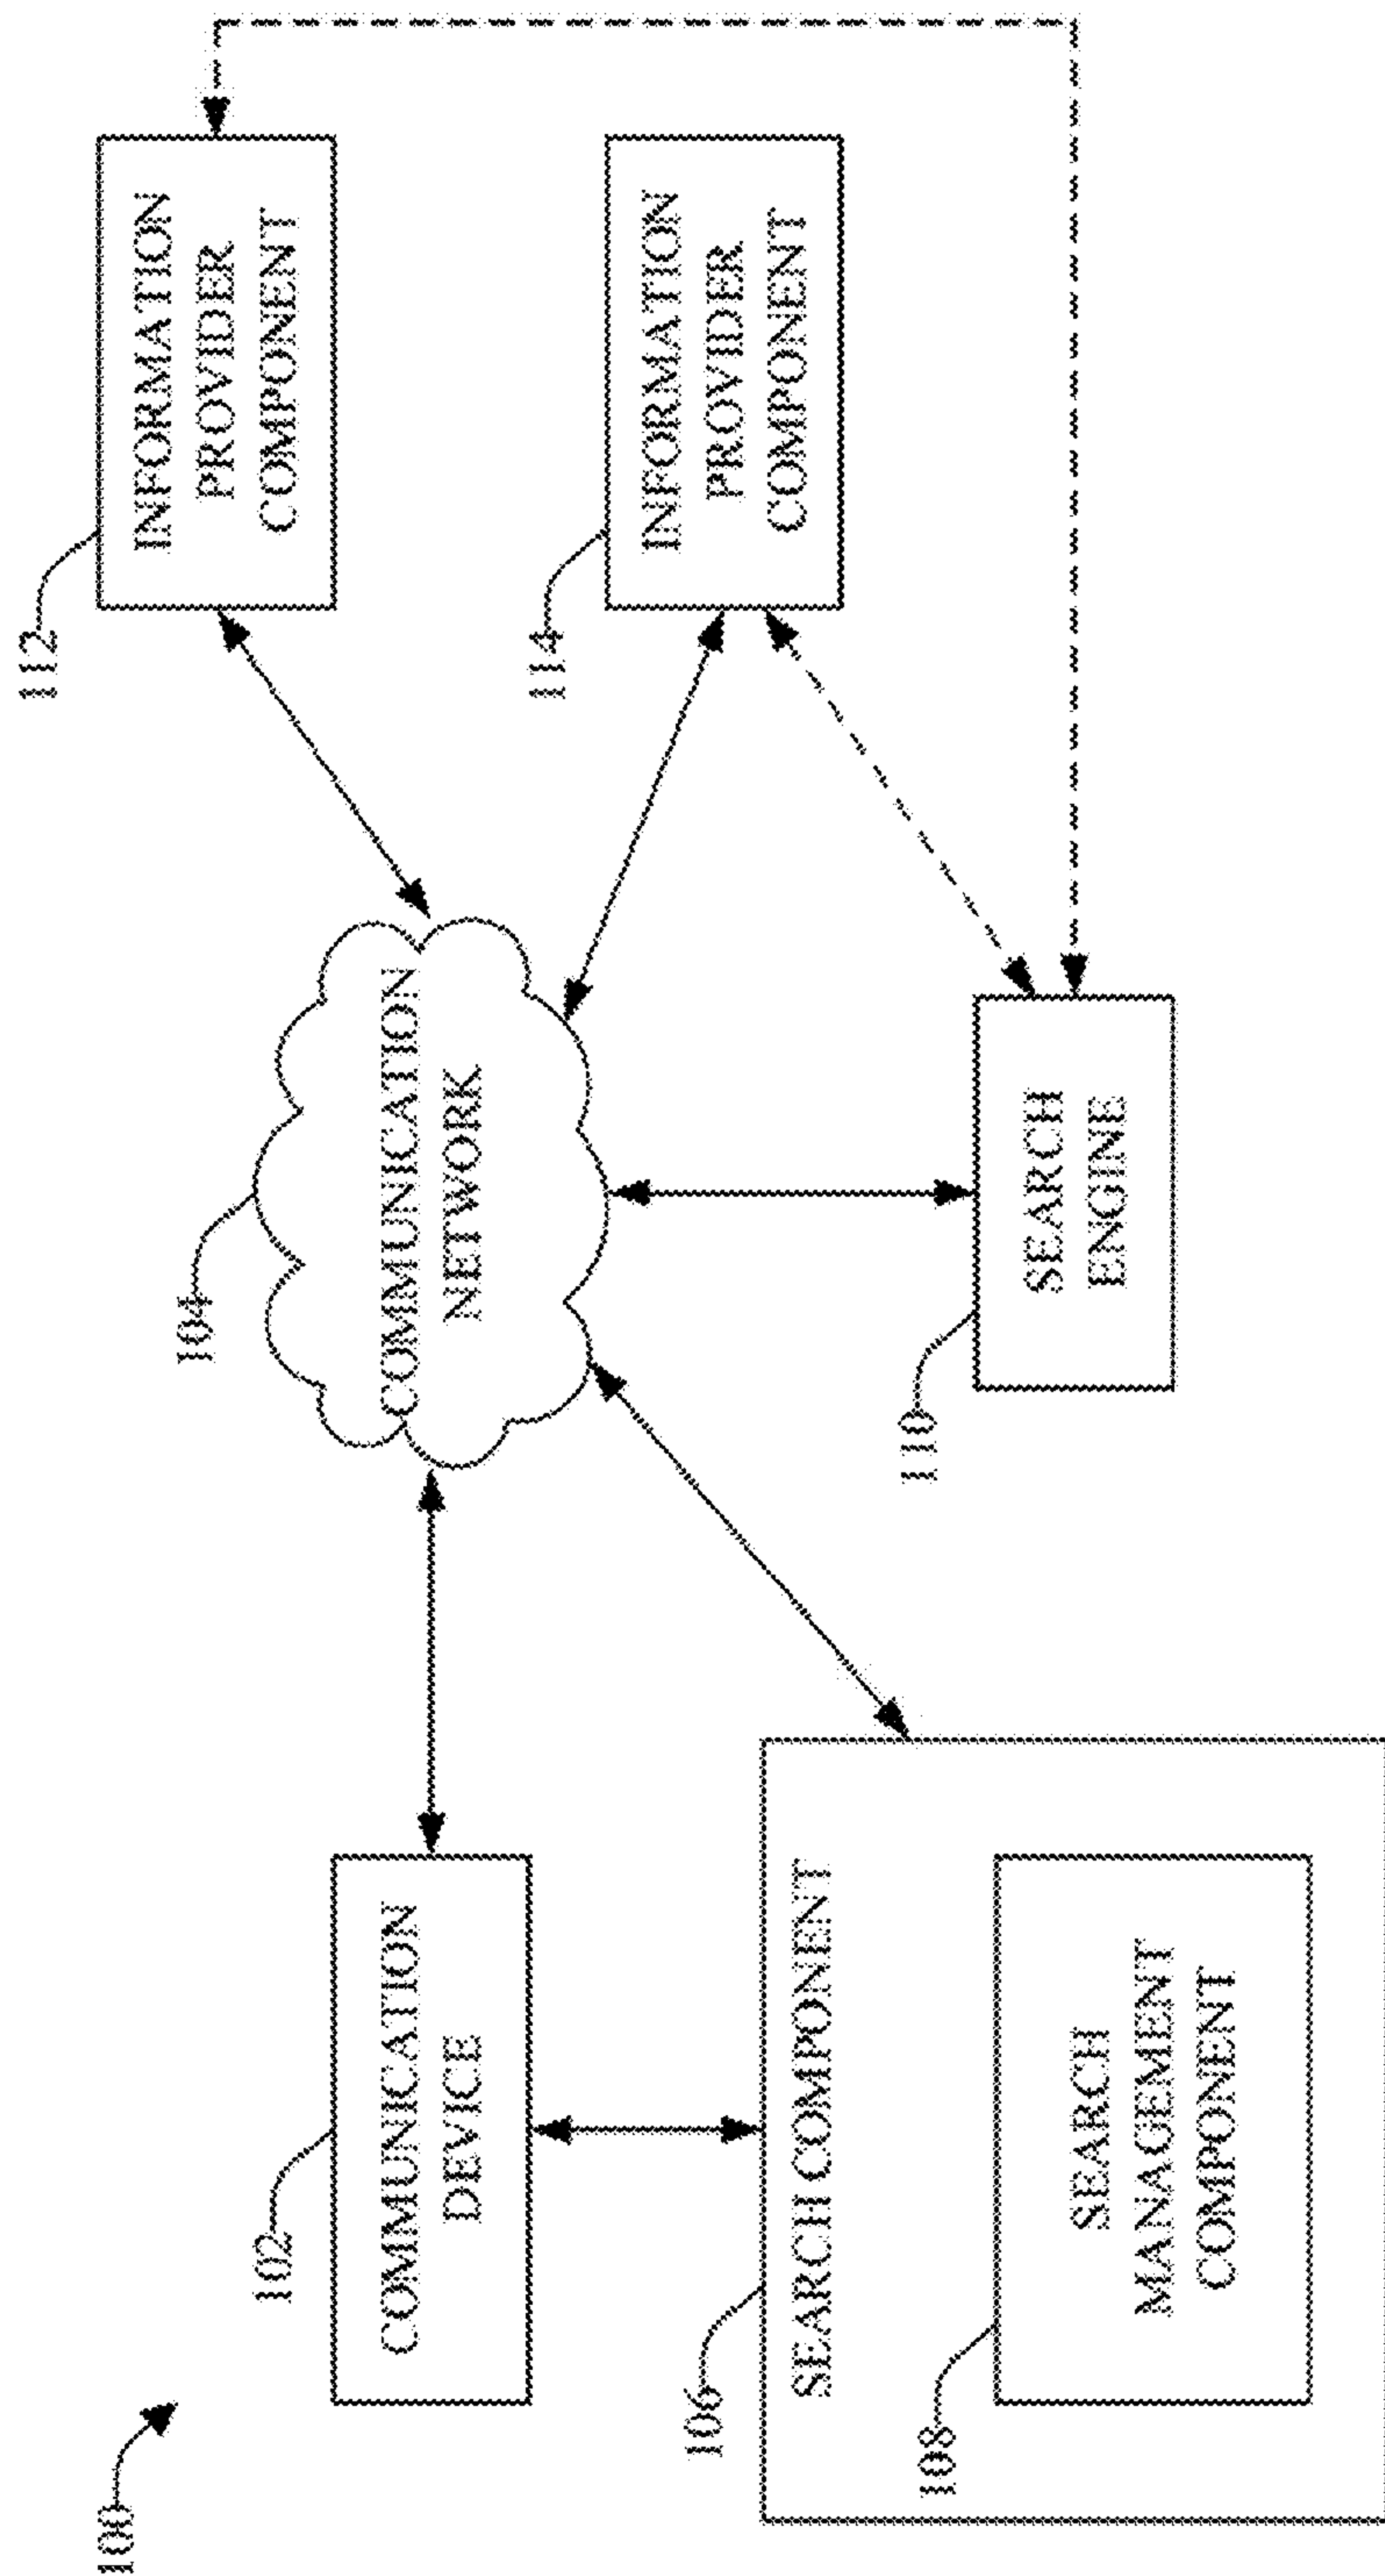 100
102
COMMUNICATION
DEVICE
104
COMMUNICATION
NETWORK
112
INFORMATION
PROVIDER
COMPONENT
114
INFORMATION
PROVIDER
COMPONENT
106
SEARCH COMPONENT
108
SEARCH
MANAGEMENT
COMPONENT
110
SEARCH
ENGINE